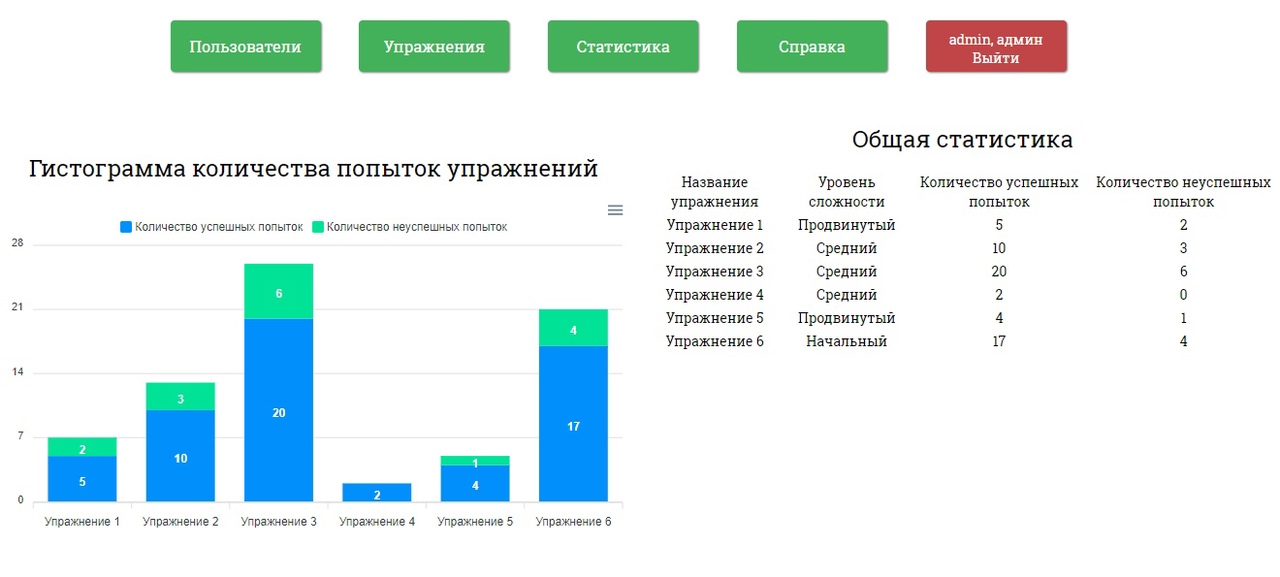 Пользователи
Упражнения
Статистика
Справка
admin, админ
Выйти
Гистограмма количества попыток упражнений
Количество успешных попыток Количество неуспешных попыток
28
21
14
7
0
6
4
3
20
17
2
10
1
5
4
2
Упражнение 1 Упражнение 2 Упражнение 3 Упражнение 4 Упражнение 5 Упражнение 6
Общая статистика
Название Уровень Количество успешных Количество неуспешных
упражнения сложности попыток попыток
Упражнение 1 Продвинутый 5 2
Упражнение 2 Средний 10 3
Упражнение 3 Средний 20 6
Упражнение 4 Средний 2 0
Упражнение 5 Продвинутый 4 1
Упражнение 6 Начальный 17 4